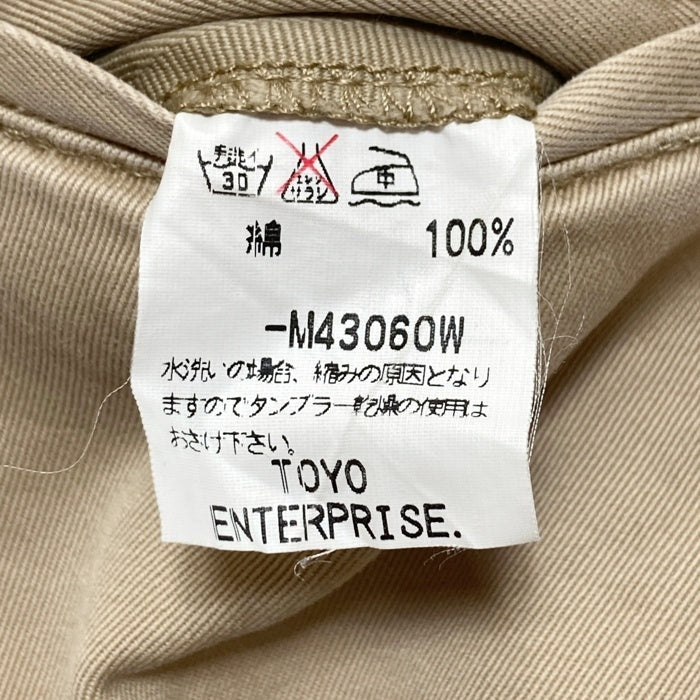 手洗イ
30
エンソ
サラシ
中
綿 100%
-M43060W
水洗いの場合、縮みの原因となり
ますのでタンブラー乾燥の使用は
おさけ下さい。
TOYO
ENTERPRISE.